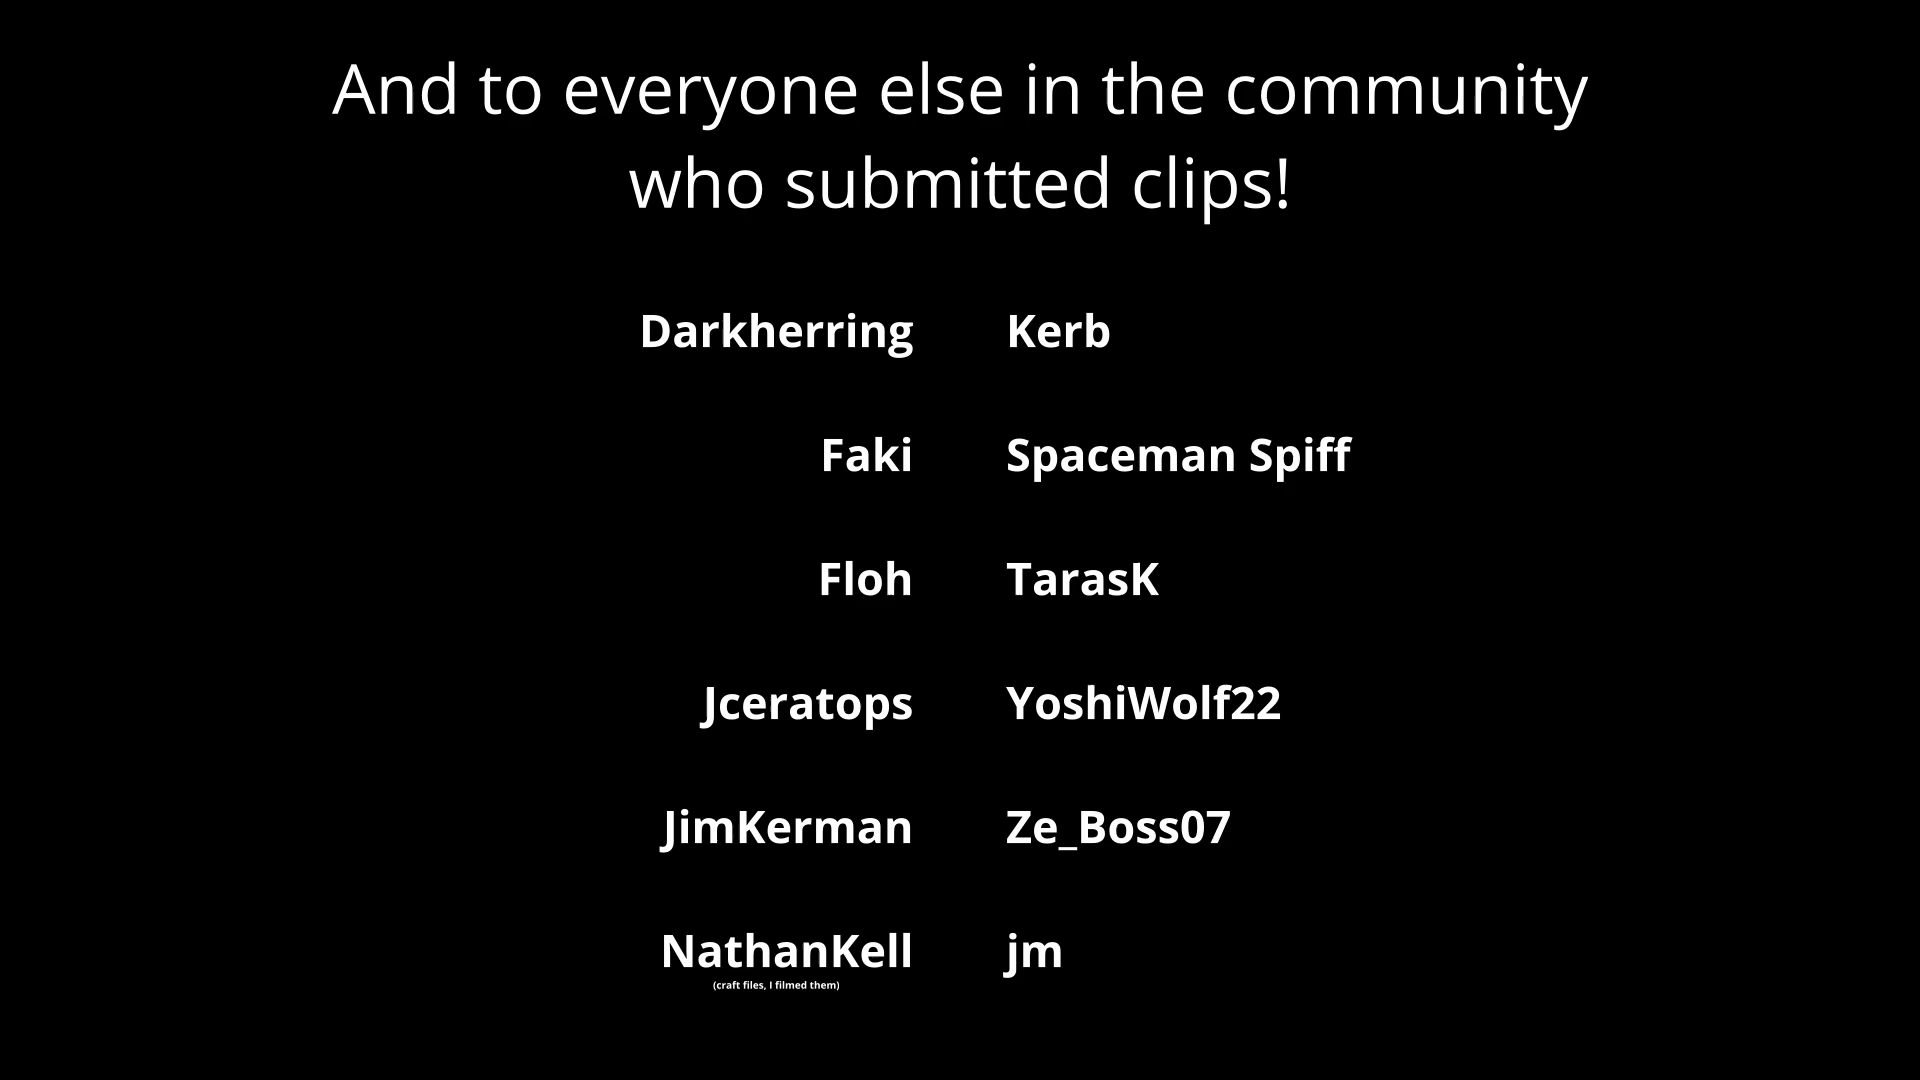 And to everyone else in the community
who submitted clips!
Darkherring
Kerb
Faki
Spaceman Spiff
Floh
TarasK
Jceratops
YoshiWolf22
JimKerman
Ze_Boss07
NathanKell
jm
(craft files, I filmed them)